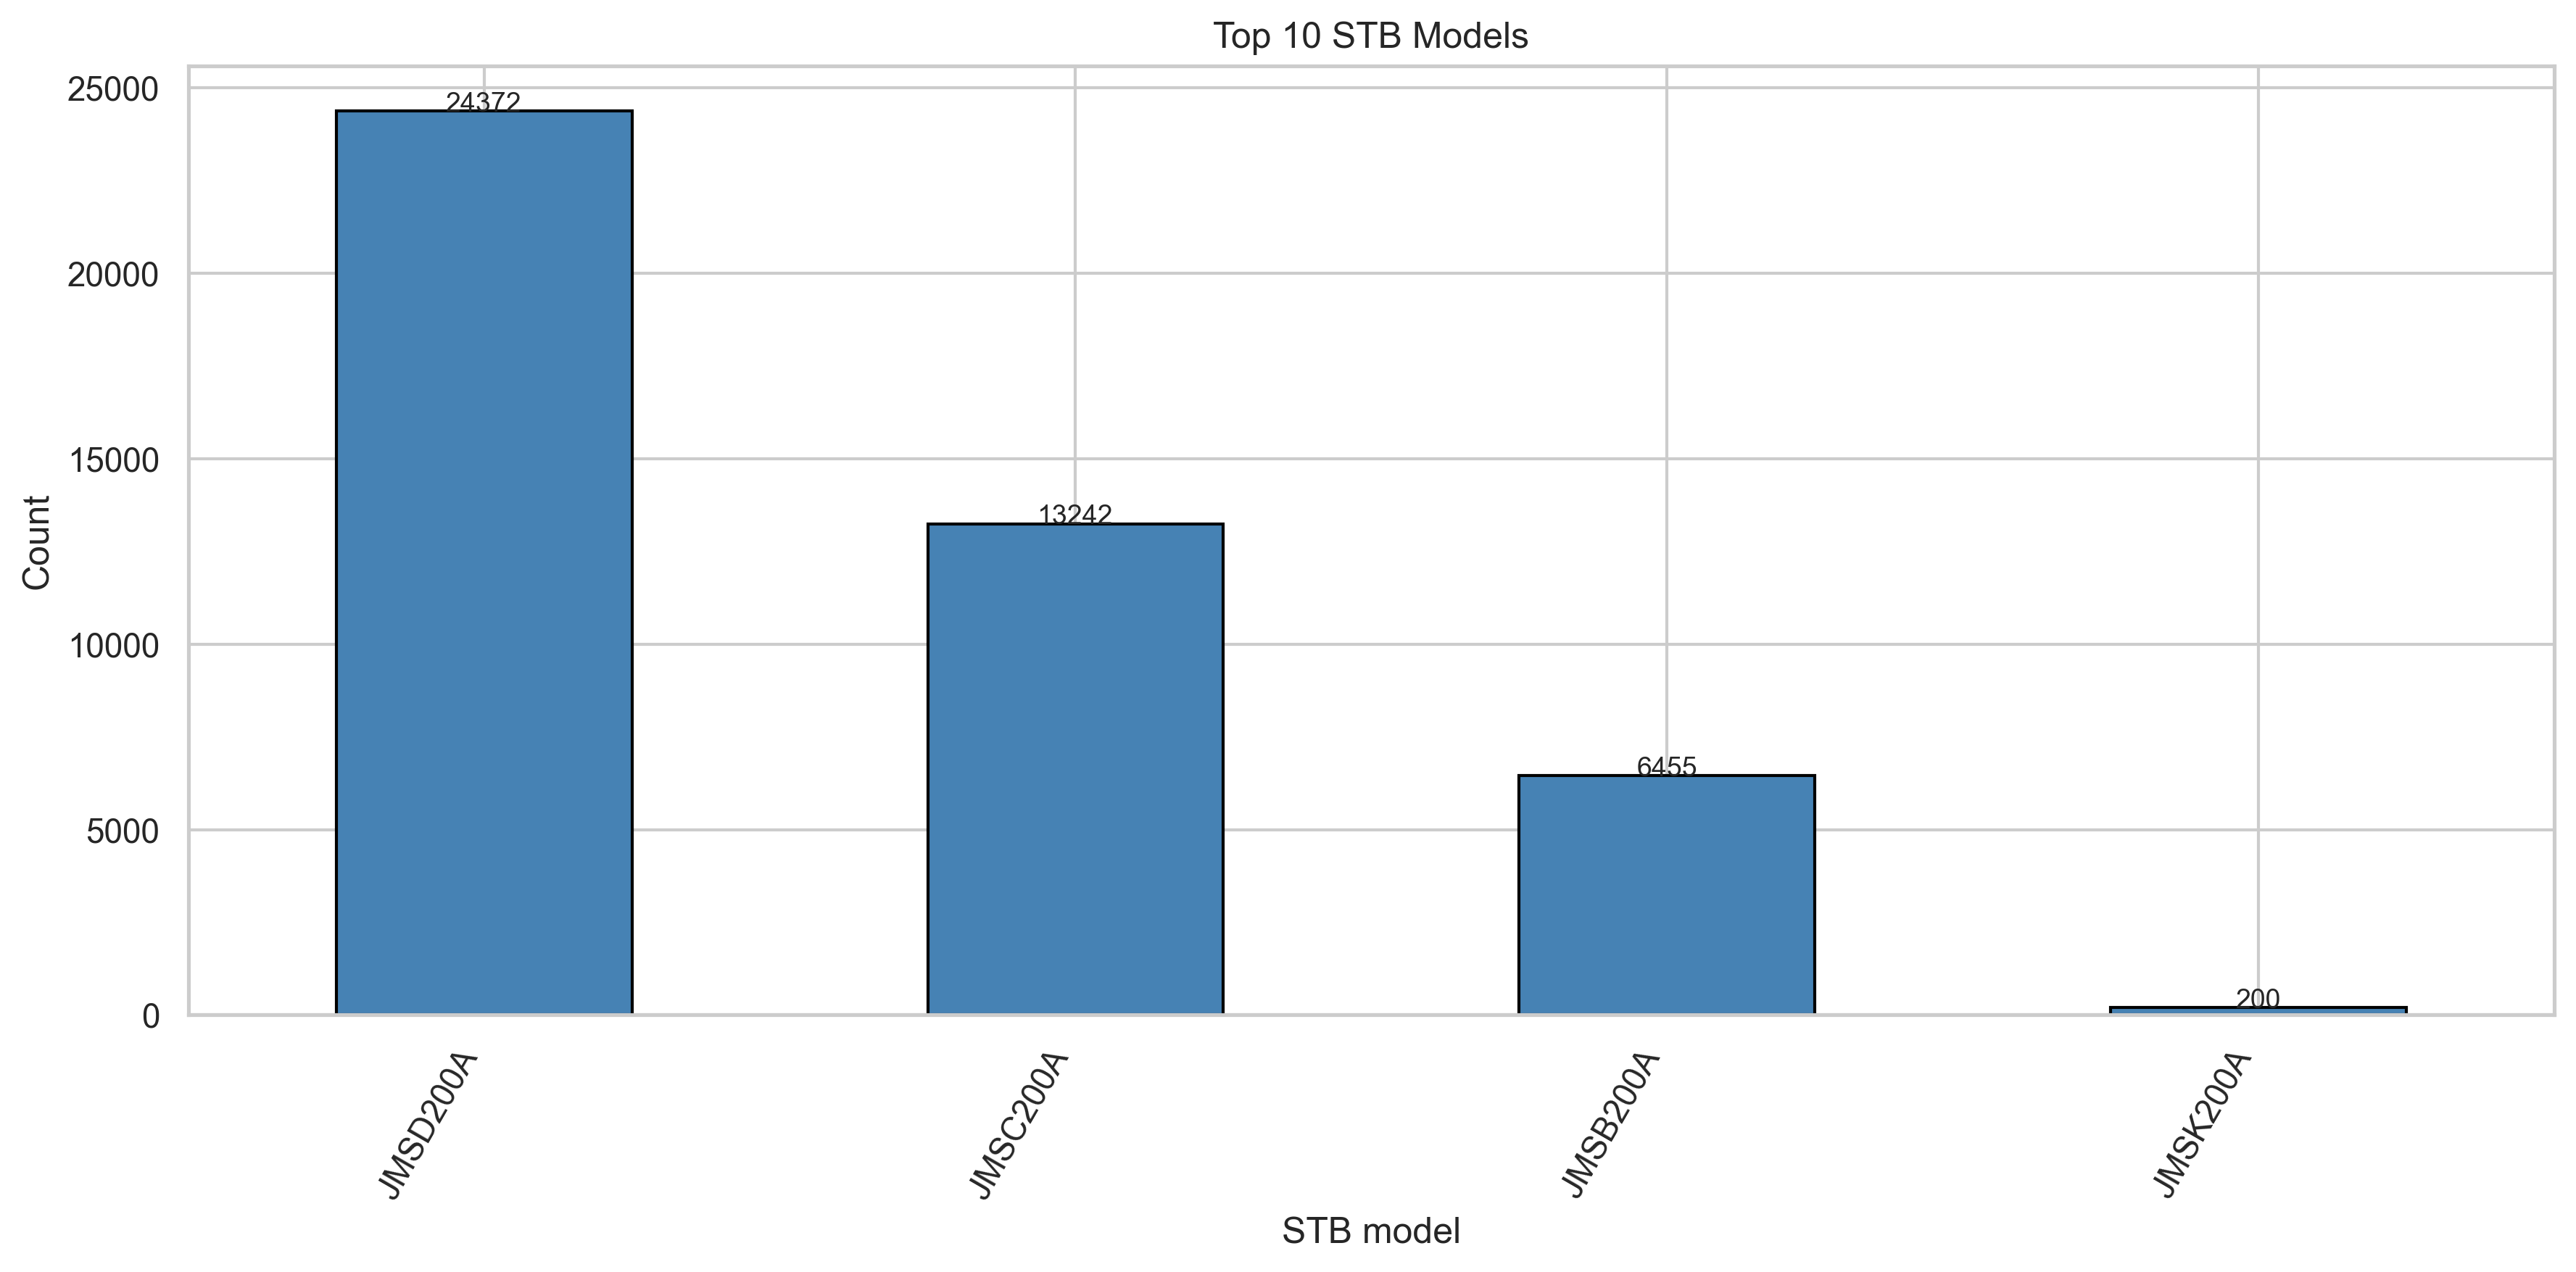 Top 10 STB Models
Count
25000
20000
15000
10000
5000
0
24372
13242
6455
200
JMSD200A
JMSC200A
JMSB200A
JMSK200A
STB model